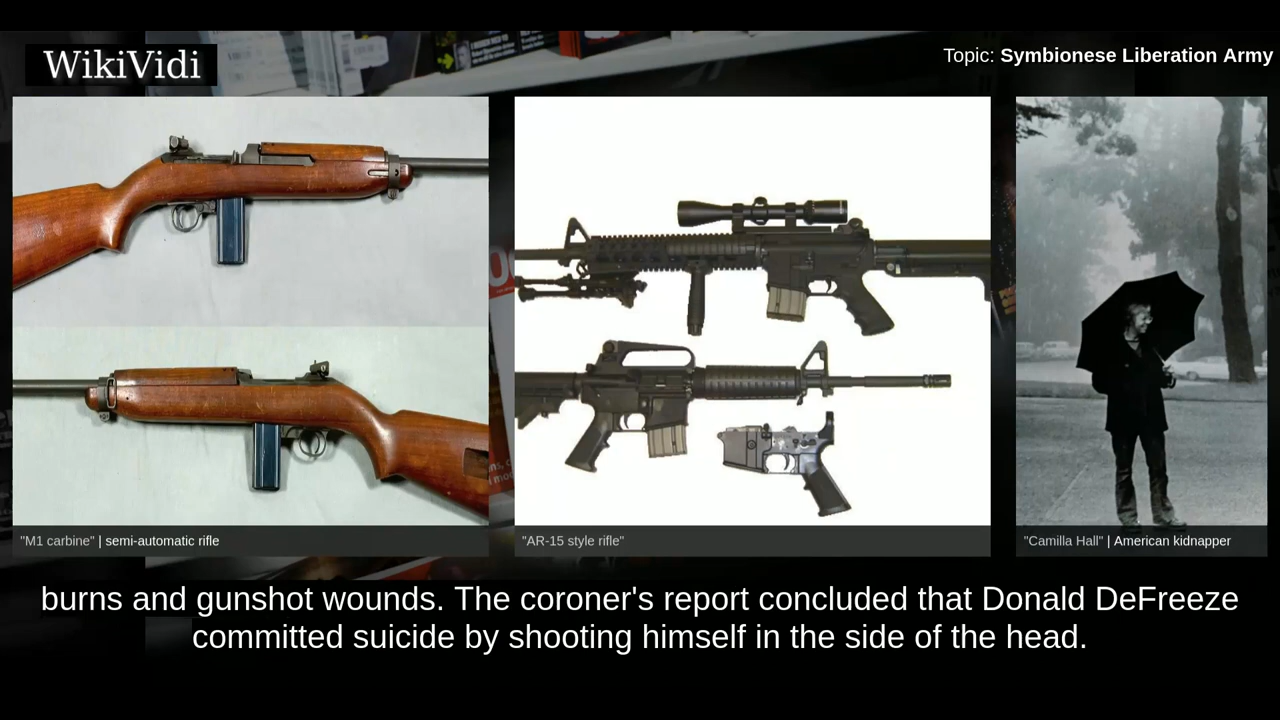 WikiVidi
Topic: Symbionese Liberation Army
"M1 carbine" | semi-automatic rifle
"AR-15 style rifle"
"Camilla Hall" | American kidnapper
burns and gunshot wounds. The coroner's report concluded that Donald DeFreeze
committed suicide by shooting himself in the side of the head.